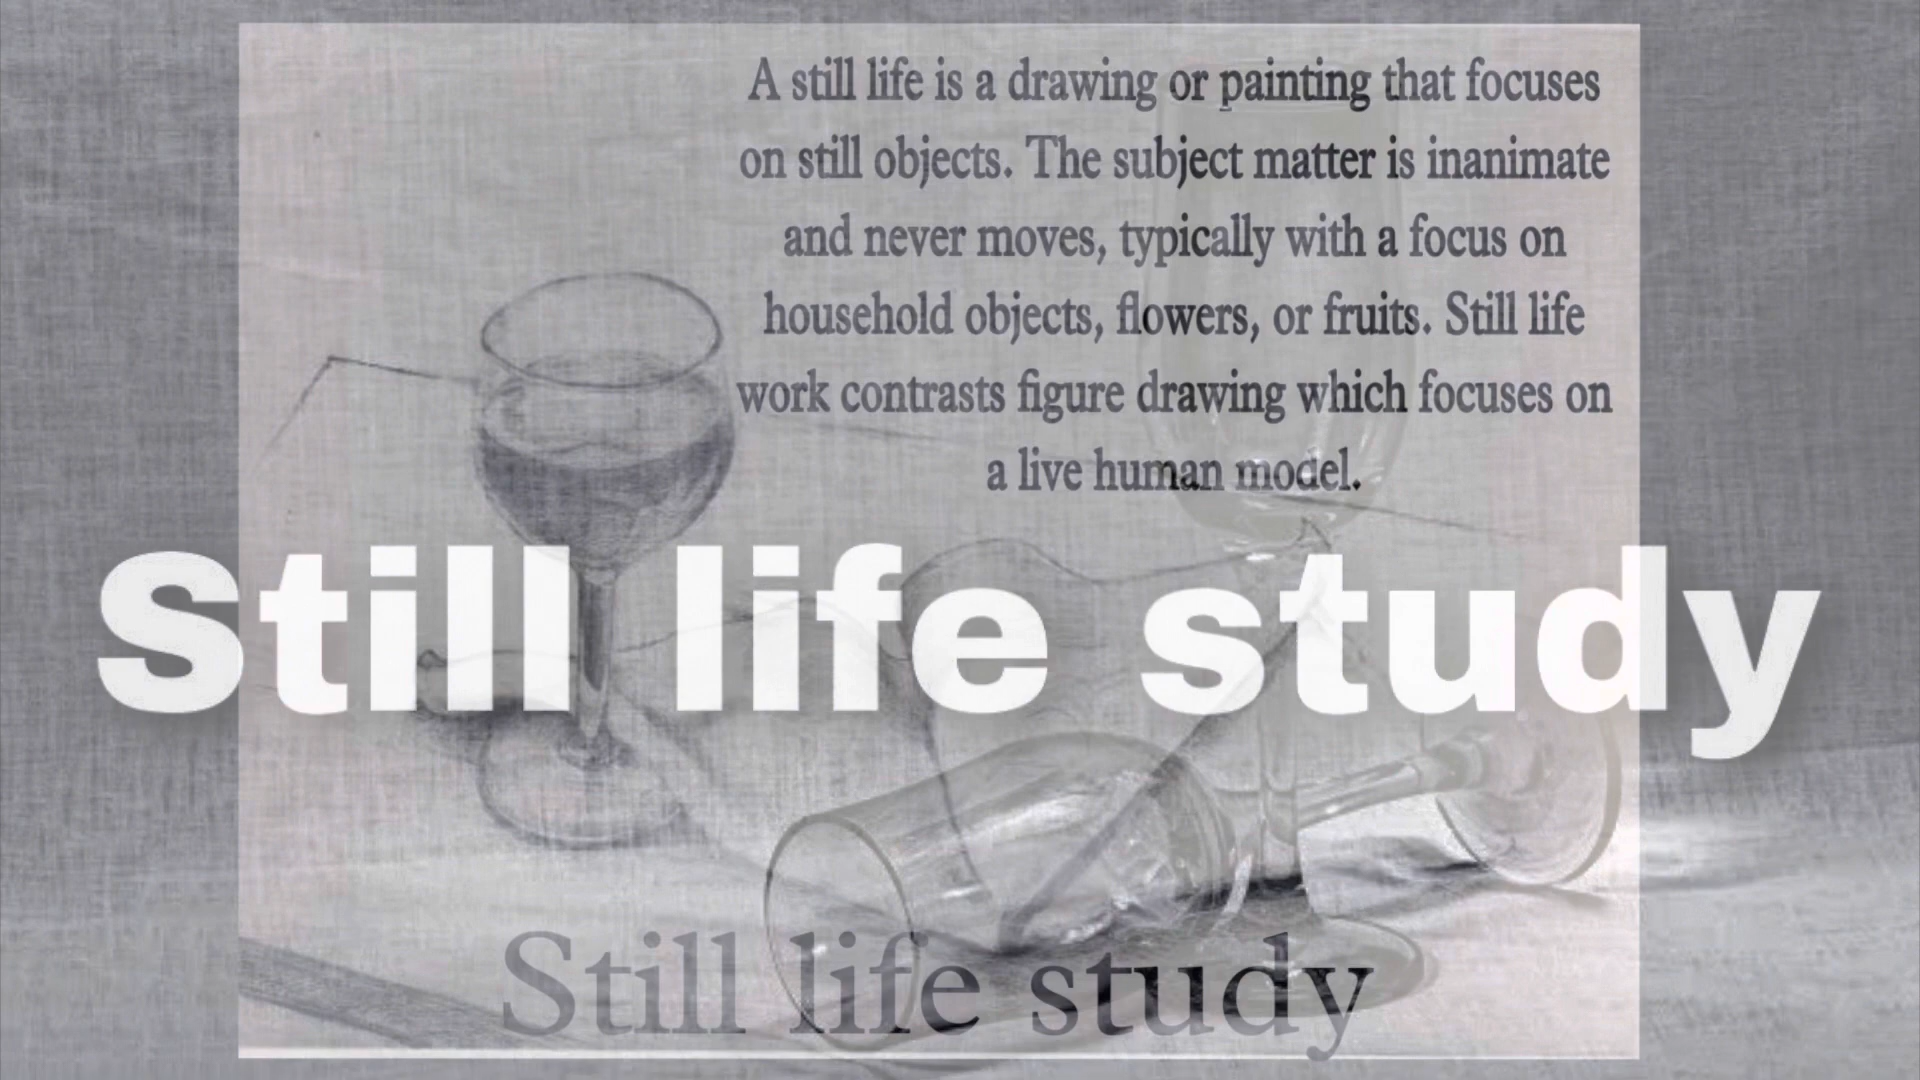 A still life is a drawing or painting that focuses
on still objects. The subject matter is inanimate
and never moves, typically with a focus on
household objects, flowers, or fruits. Still life
work contrasts figure drawing which focuses on
a live human model.
Still life study
Still life study